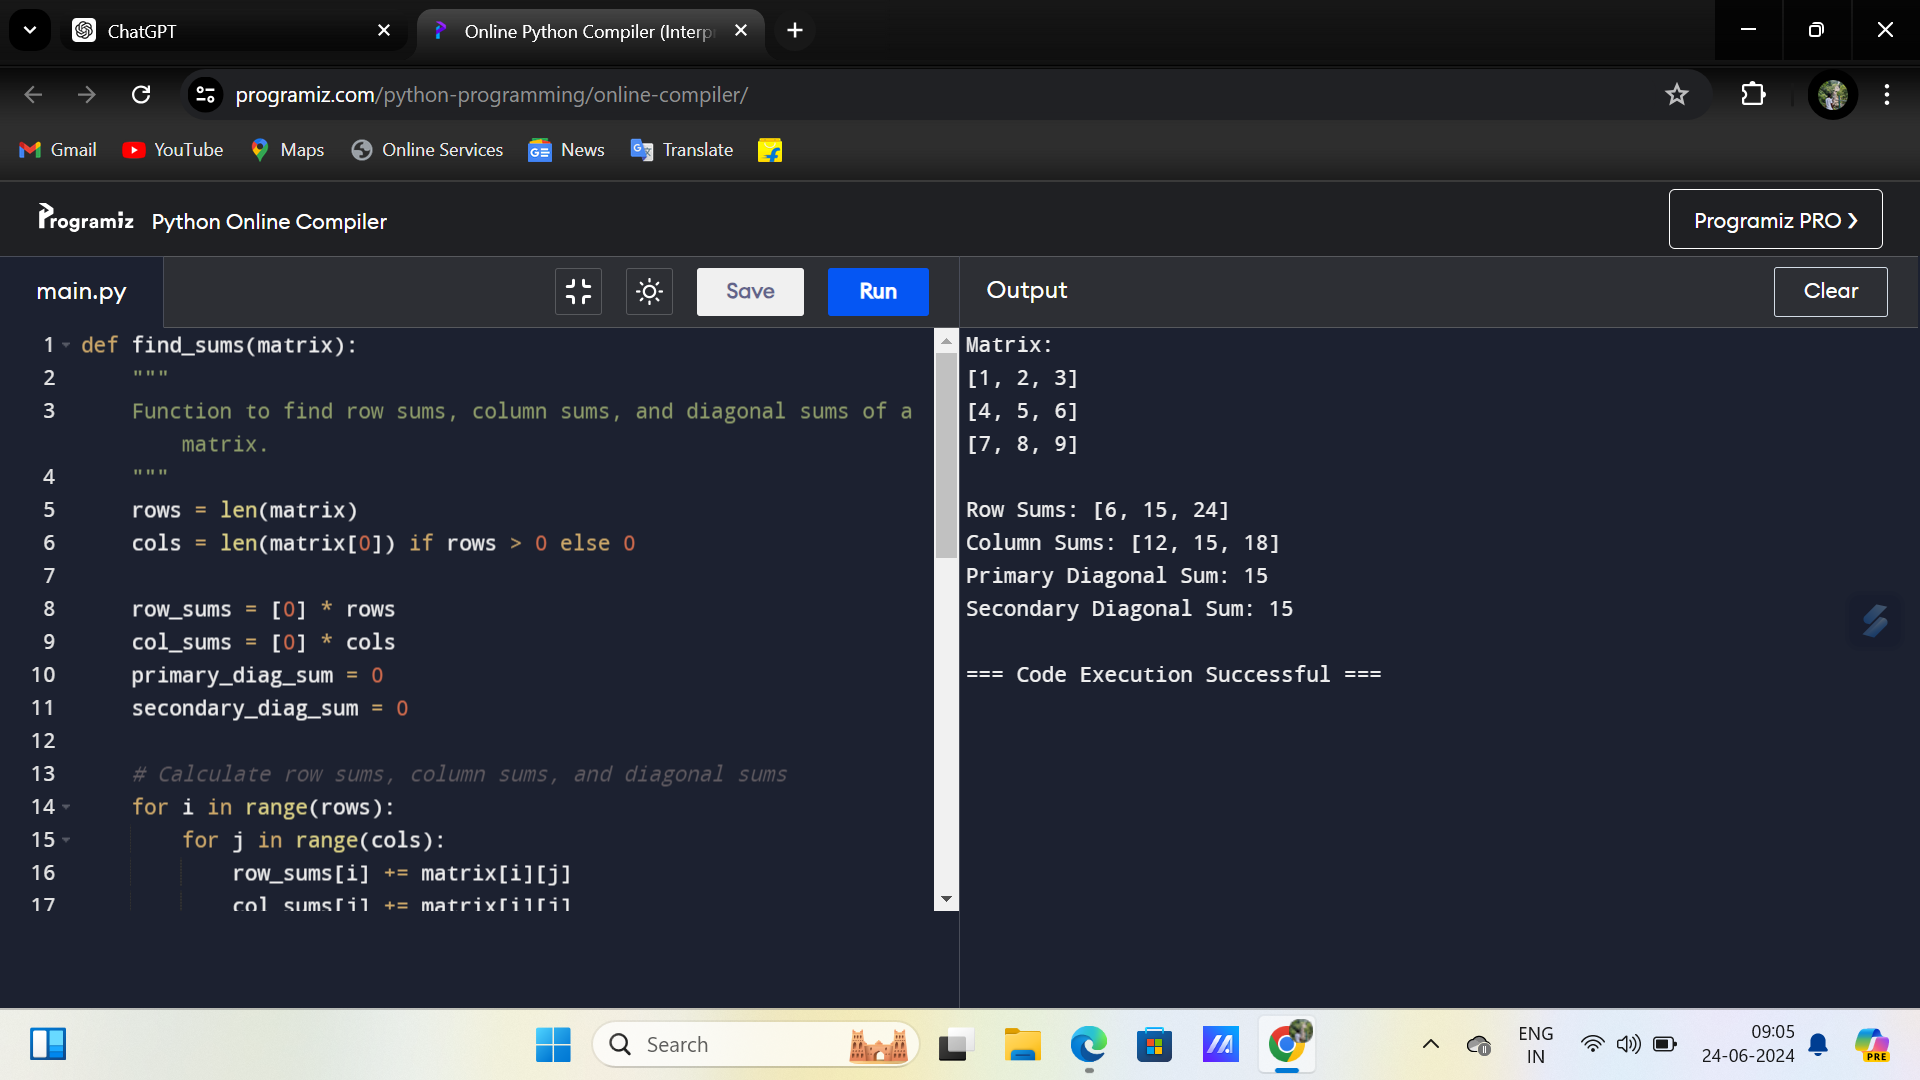 ChatGPT
Online Python Compiler (Interp
programiz.com/python-programming/online-compiler/
Gmail YouTube Maps Online Services News Translate
Programiz Python Online Compiler Programiz PRO ❯
main.py Save Run Output Clear
1 def find_sums(matrix):
2 """
3 Function to find row sums, column sums, and diagonal sums of a
matrix.
4 """
5 rows = len(matrix)
6 cols = len(matrix[0]) if rows > 0 else 0
7
8 row_sums = [0] * rows
9 col_sums = [0] * cols
10 primary_diag_sum = 0
11 secondary_diag_sum = 0
12
13 # Calculate row sums, column sums, and diagonal sums
14 for i in range(rows):
15 for j in range(cols):
16 row_sums[i] += matrix[i][j]
17 col_sums[j] += matrix[i][j]
Matrix:
[1, 2, 3]
[4, 5, 6]
[7, 8, 9]
Row Sums: [6, 15, 24]
Column Sums: [12, 15, 18]
Primary Diagonal Sum: 15
Secondary Diagonal Sum: 15
=== Code Execution Successful ===
Search
ENG
IN
09:05
24-06-2024
PRE